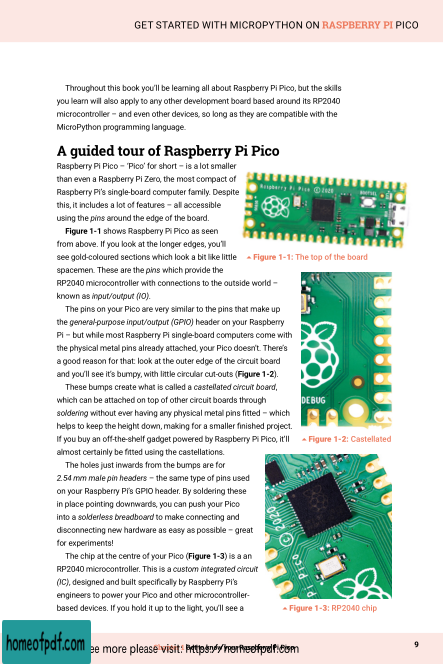 GET STARTED WITH MICROPYTHON ON RASPBERRY PI PICO
Throughout this book you'll be learning all about Raspberry Pi Pico, but the skills
you learn will also apply to any other development board based around its RP2040
microcontroller – and even other devices, so long as they are compatible with the
MicroPython programming language.
A guided tour of Raspberry Pi Pico
Raspberry Pi Pico – 'Pico' for short – is a lot smaller
than even a Raspberry Pi Zero, the most compact of
Raspberry Pi's single-board computer family. Despite
this, it includes a lot of features – all accessible
using the pins around the edge of the board.
Figure 1-1 shows Raspberry Pi Pico as seen
from above. If you look at the longer edges, you'll
see gold-coloured sections which look a bit like little
spacemen. These are the pins which provide the
RP2040 microcontroller with connections to the outside world –
known as input/output (IO).
The pins on your Pico are very similar to the pins that make up
the general-purpose input/output (GPIO) header on your Raspberry
Pi – but while most Raspberry Pi single-board computers come with
the physical metal pins already attached, your Pico doesn't. There's
a good reason for that: look at the outer edge of the circuit board
and you'll see it's bumpy, with little circular cut-outs (Figure 1-2).
These bumps create what is called a castellated circuit board,
which can be attached on top of other circuit boards through
soldering without ever having any physical metal pins fitted – which
helps to keep the height down, making for a smaller finished project.
If you buy an off-the-shelf gadget powered by Raspberry Pi Pico, it'll
almost certainly be fitted using the castellations.
The holes just inwards from the bumps are for
2.54 mm male pin headers – the same type of pins used
on your Raspberry Pi's GPIO header. By soldering these
in place pointing downwards, you can push your Pico
into a solderless breadboard to make connecting and
disconnecting new hardware as easy as possible – great
for experiments!
The chip at the centre of your Pico (Figure 1-3) is a an
RP2040 microcontroller. This is a custom integrated circuit
(IC), designed and built specifically by Raspberry Pi's
engineers to power your Pico and other microcontroller-
based devices. If you hold it up to the light, you'll see a
Raspberry Pi Pico © 2020
BOOTSEL
Figure 1-1: The top of the board
DEBUG
Figure 1-2: Castellated
©2020
Figure 1-3: RP2040 chip
homeofpdf.com
ee more please visit: https://homeofpdf.com
9